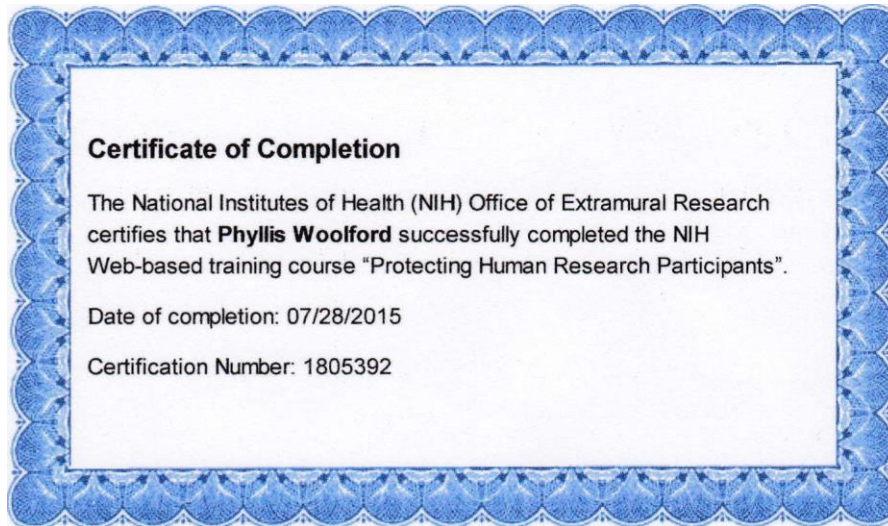 Certificate of Completion
The National Institutes of Health (NIH) Office of Extramural Research
certifies that Phyllis Woolford successfully completed the NIH
Web-based training course “Protecting Human Research Participants”.
Date of completion: 07/28/2015
Certification Number: 1805392